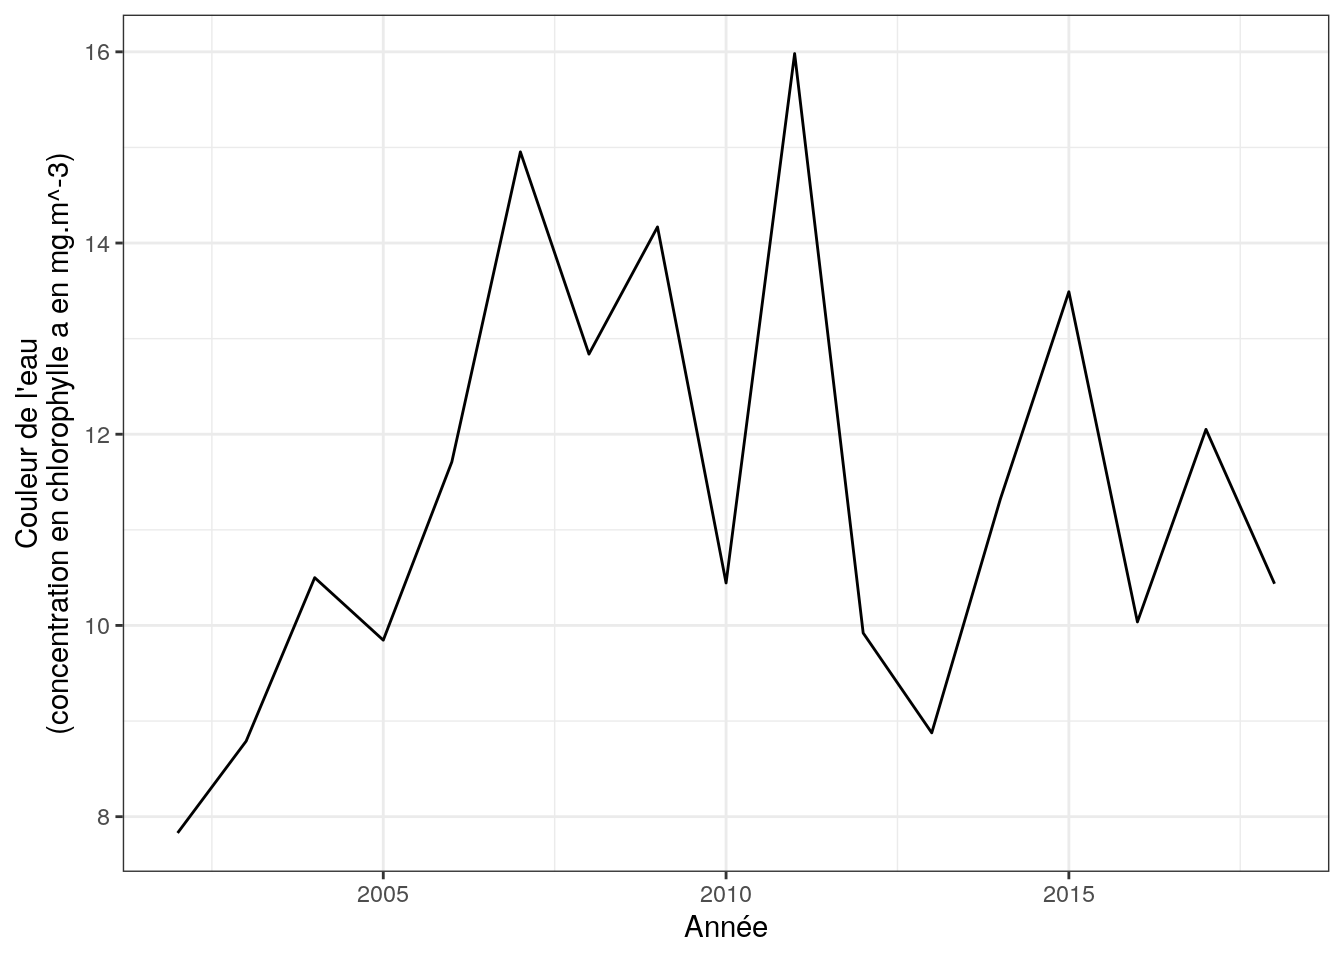 Couleur de l'eau
(concentration en chlorophylle a en mg.m^-3)
16
14
12
10
8
2005
2010
2015
Année